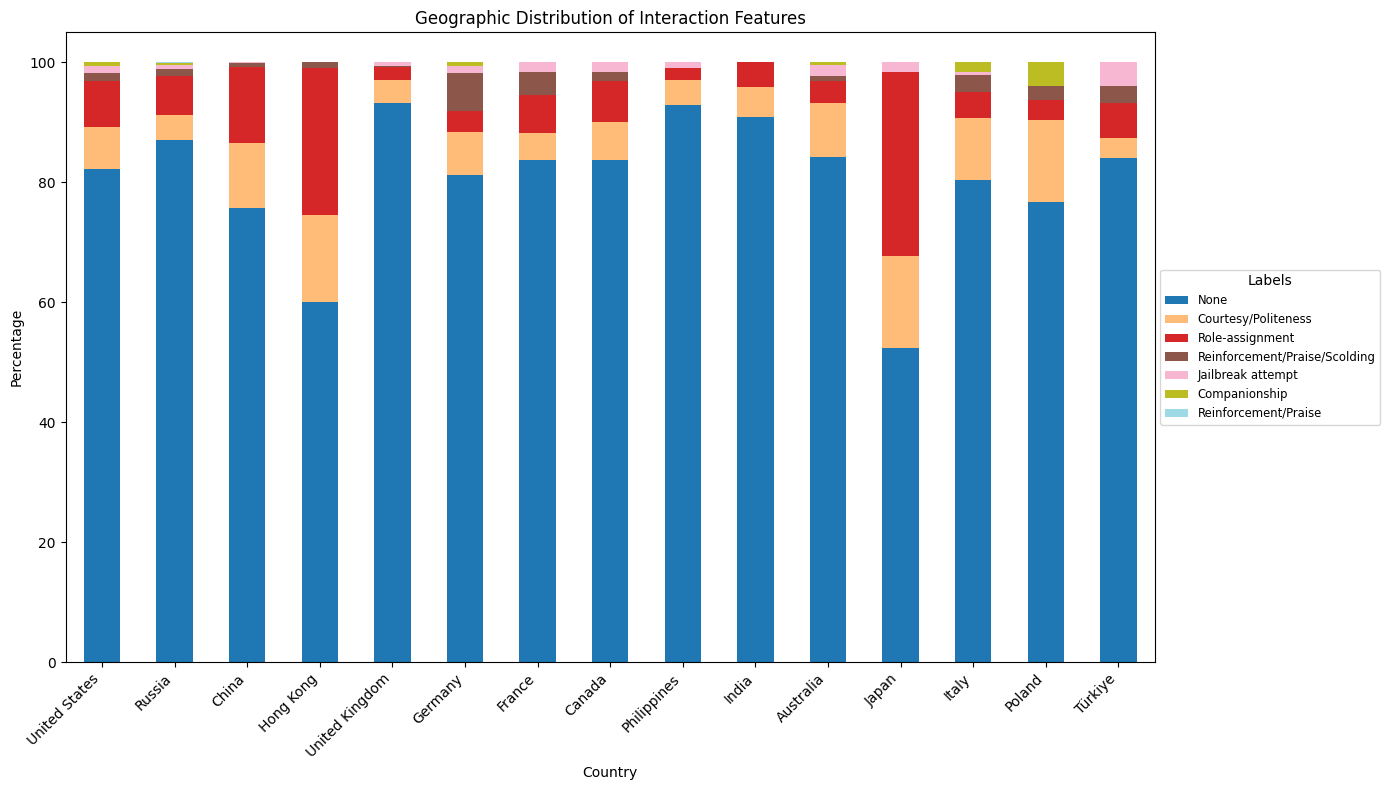 Geographic Distribution of Interaction Features
100
80
60
40
20
0
Percentage
United States
Russia
China
Hong Kong
United Kingdom
Germany
France
Canada
Philippines
India
Australia
Japan
Italy
Poland
Türkiye
Country
Labels
None
Courtesy/Politeness
Role-assignment
Reinforcement/Praise/Scolding
Jailbreak attempt
Companionship
Reinforcement/Praise